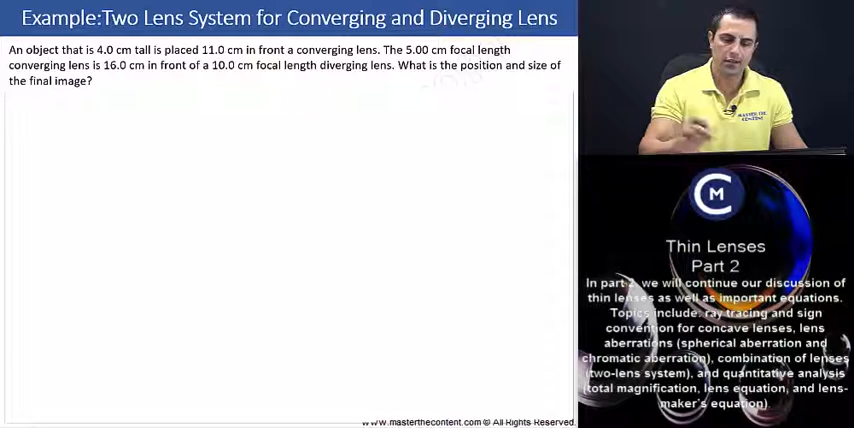 Example:Two Lens System for Converging and Diverging Lens
An object that is 4.0 cm tall is placed 11.0 cm in front a converging lens. The 5.00 cm focal length
converging lens is 16.0 cm in front of a 10.0 cm focal length diverging lens. What is the position and size of
the final image?
MASTER THE
CONTENT
CM
Thin Lenses
Part 2
In part 2, we will continue our discussion of
thin lenses as well as important equations.
Topics include: ray tracing and sign
convention for concave lenses, lens
aberrations (spherical aberration and
chromatic aberration), combination of lenses
(two-lens system), and quantitative analysis
(total magnification, lens equation, and lens-
maker's equation)
www.masterthecontent.com © All Rights Reserved.